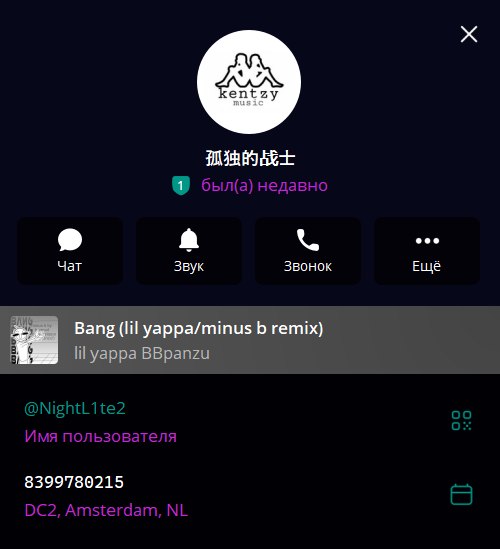 kentzy
music
孤独的战士
1 был(а) недавно
Чат
Звук
Звонок
Ещё
Bang (lil yappa/minus b remix)
lil yappa BBpanzu
@NightL1te2
Имя пользователя
8399780215
DC2, Amsterdam, NL